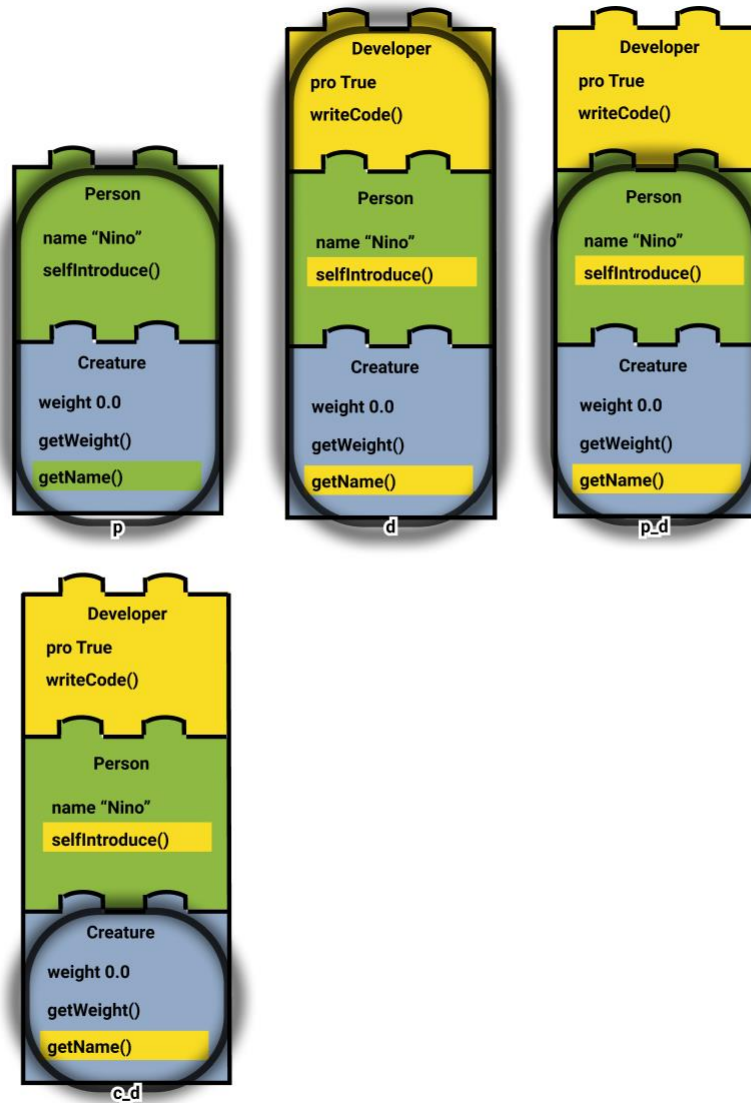 Person
name “Nino”
selfIntroduce()
Creature
weight 0.0
getWeight()
getName()
p
Developer
pro True
writeCode()
Person
name “Nino”
selfIntroduce()
Creature
weight 0.0
getWeight()
getName()
d
Developer
pro True
writeCode()
Person
name “Nino”
selfIntroduce()
Creature
weight 0.0
getWeight()
getName()
p_d
Developer
pro True
writeCode()
Person
name “Nino”
selfIntroduce()
Creature
weight 0.0
getWeight()
getName()
c_d